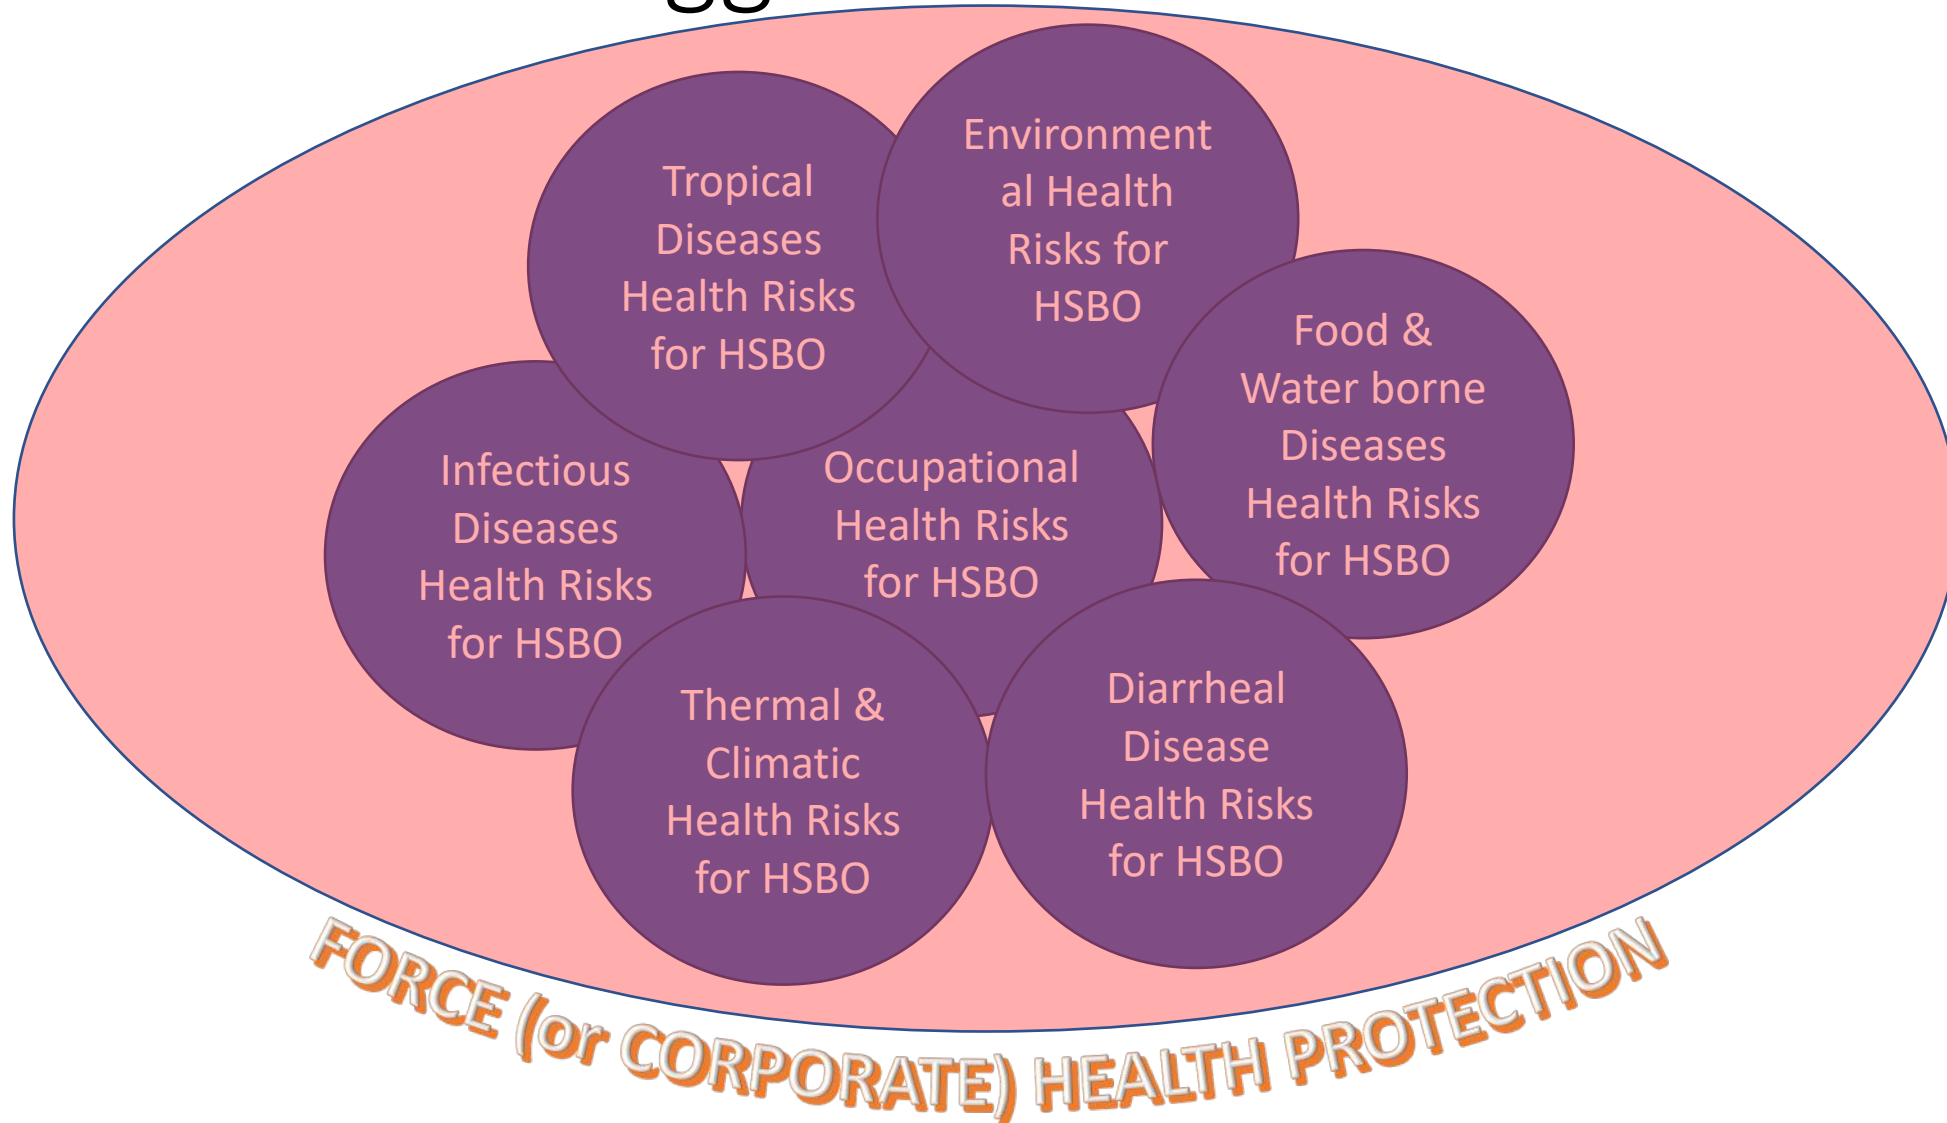 Tropical
Diseases
Health Risks
for HSBO
Environment
al Health
Risks for
HSBO
Food &
Water borne
Diseases
Health Risks
for HSBO
Infectious
Diseases
Health Risks
for HSBO
Occupational
Health Risks
for HSBO
Thermal &
Climatic
Health Risks
for HSBO
Diarrheal
Disease
Health Risks
for HSBO
FORCE (or CORPORATE) HEALTH PROTECTION